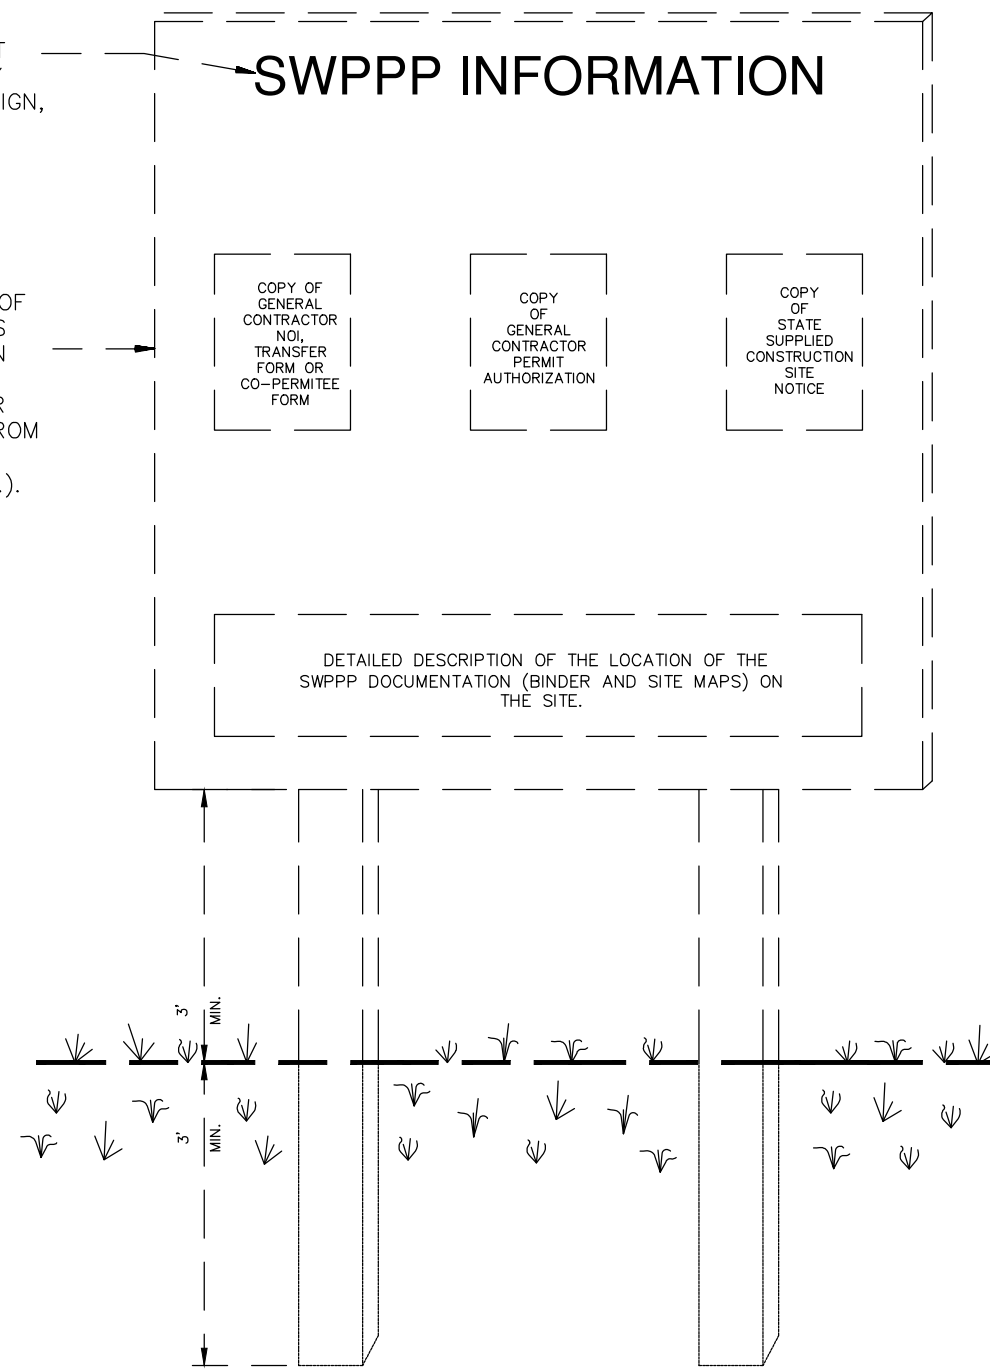 SWPPP INFORMATION
IGN,
OF
N
R
ROM
.).
COPY OF
GENERAL
CONTRACTOR
NOI,
TRANSFER
FORM OR
CO-PERMITEE
FORM
COPY
OF
GENERAL
CONTRACTOR
PERMIT
AUTHORIZATION
COPY
OF
STATE
SUPPLIED
CONSTRUCTION
SITE
NOTICE
DETAILED DESCRIPTION OF THE LOCATION OF THE
SWPPP DOCUMENTATION (BINDER AND SITE MAPS) ON
THE SITE.
3'
MIN.
3'
MIN.